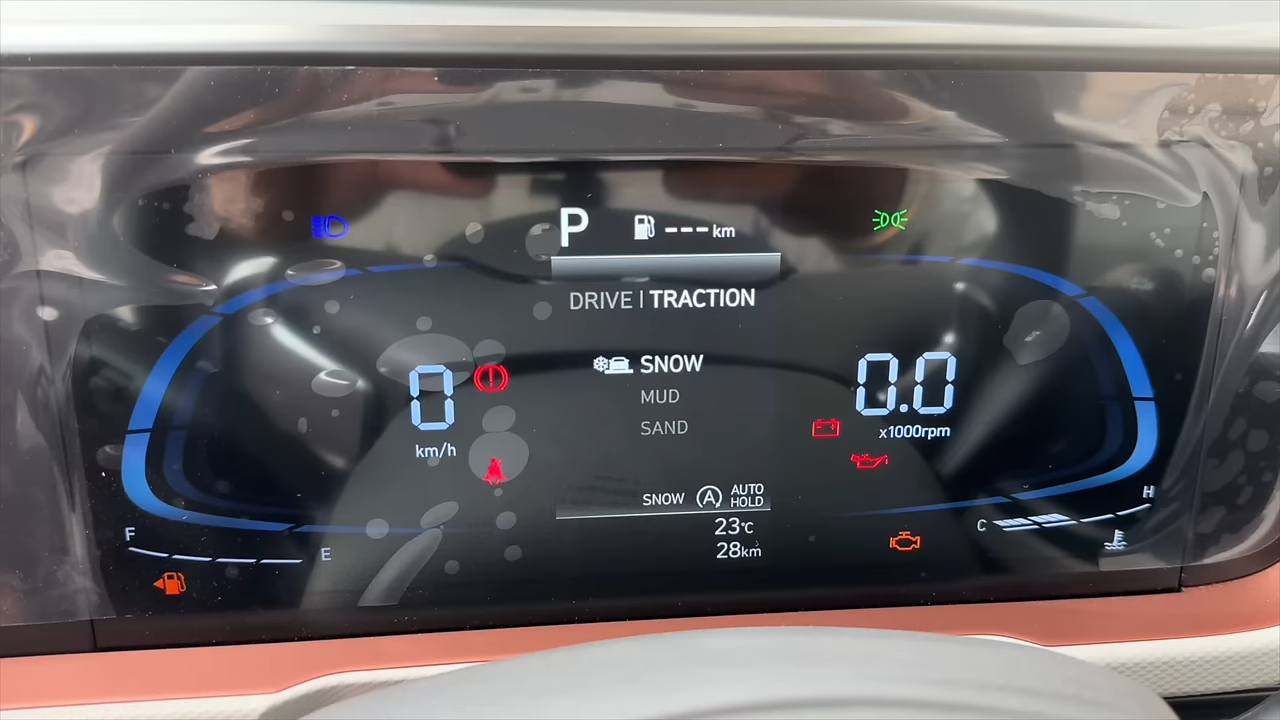 P --- km
DRIVE | TRACTION
SNOW
MUD
SAND
0
km/h
0.0
x1000rpm
SNOW A AUTO HOLD
23°C
28km
F
E
C
H